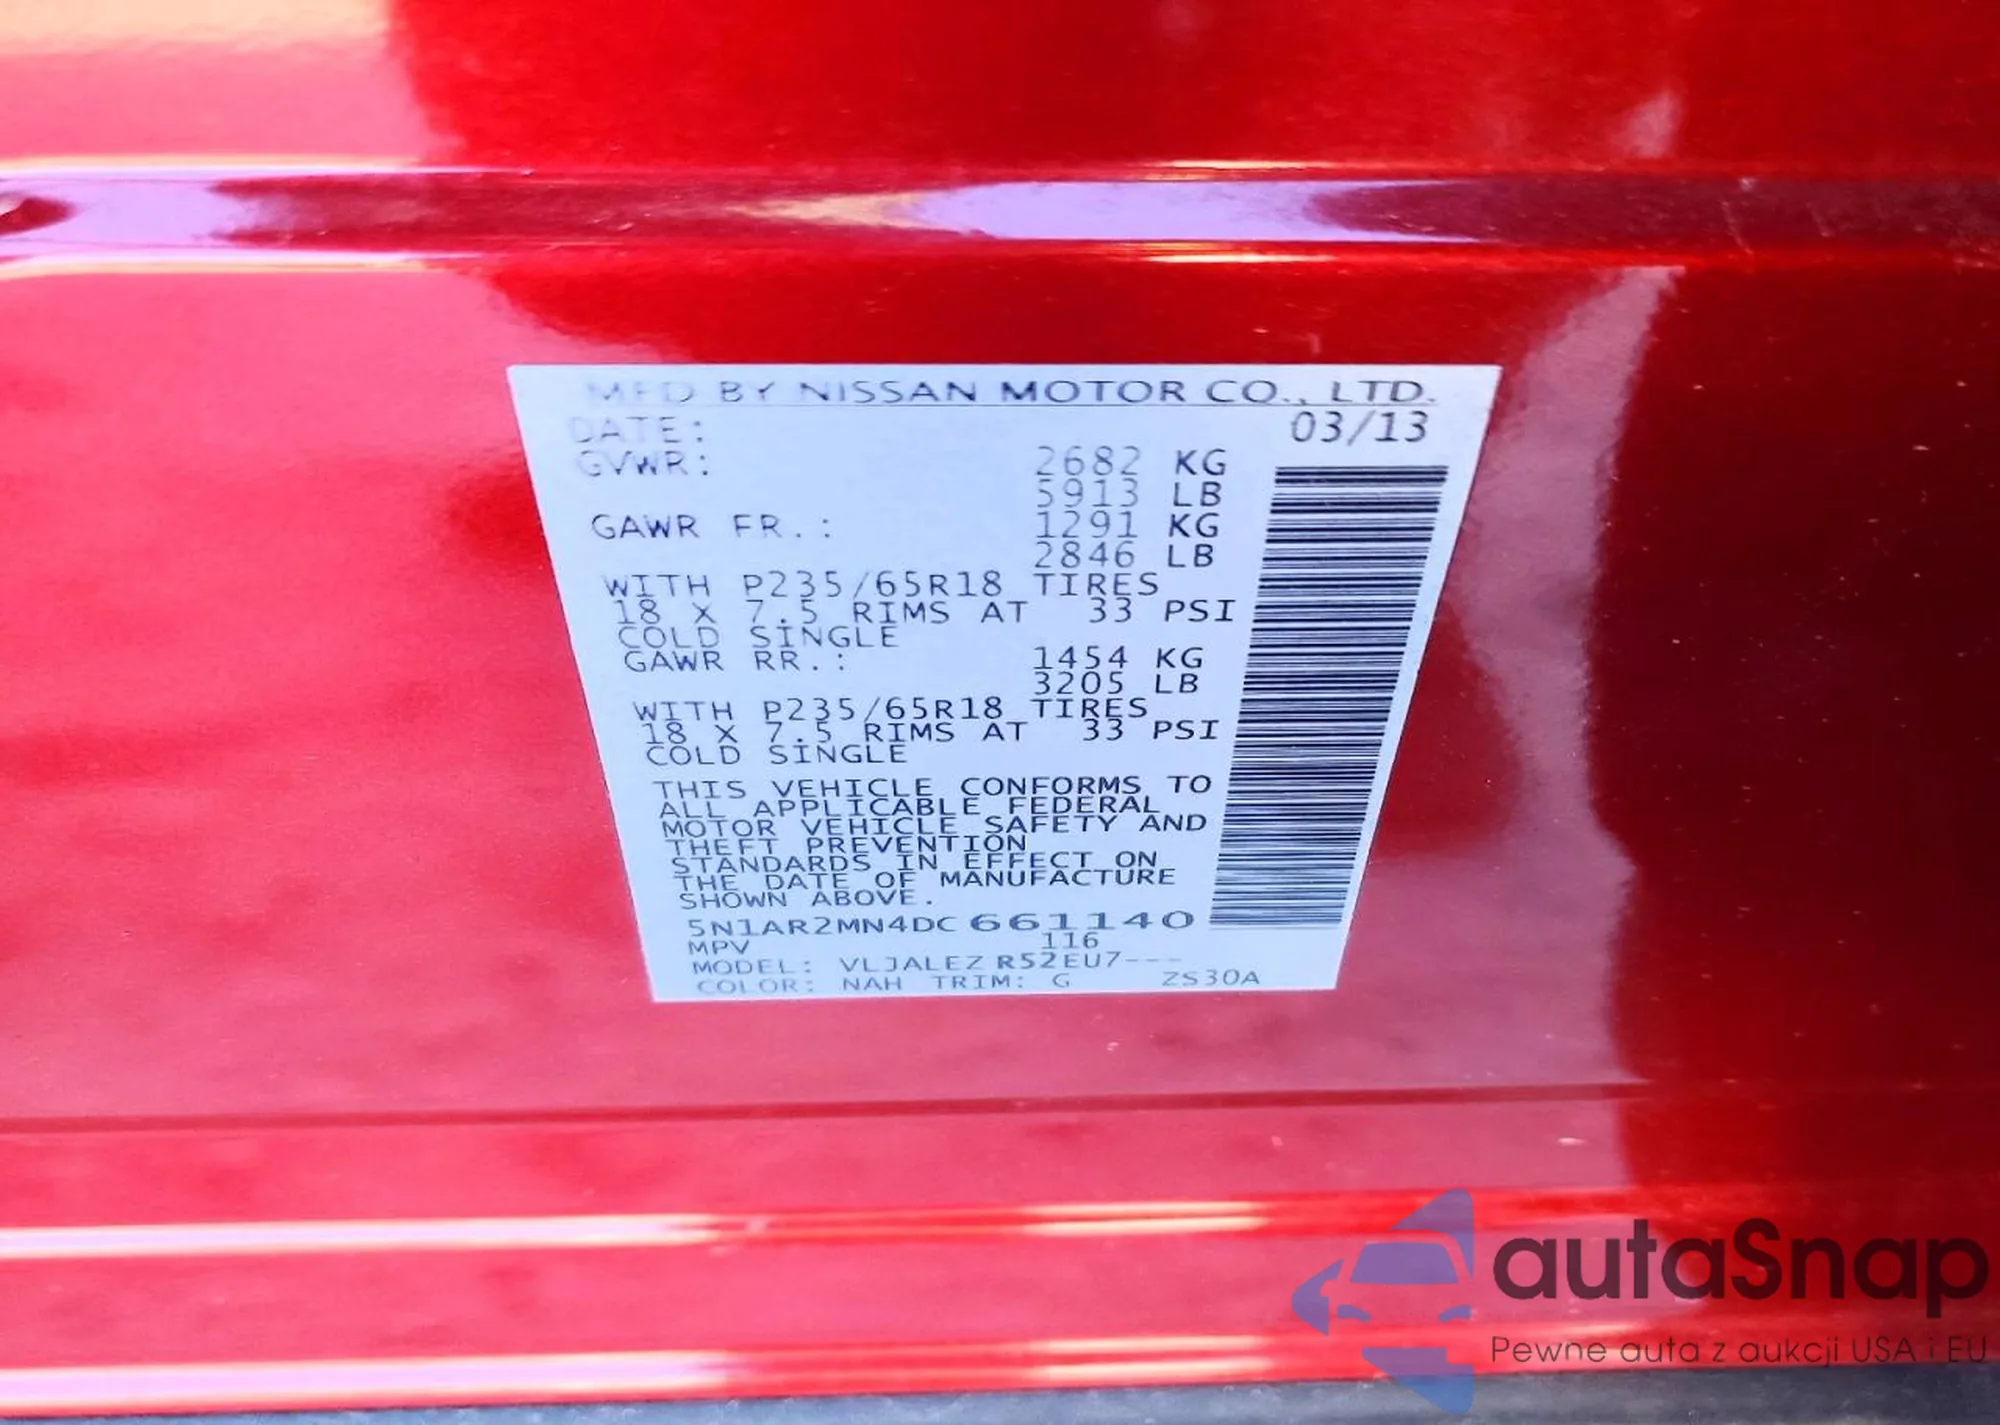 MFD BY NISSAN MOTOR CO., LTD.
DATE: 03/13
GVWR: 2682 KG
5913 LB
GAWR FR.: 1291 KG
2846 LB
WITH P235/65R18 TIRES
18 X 7.5 RIMS AT 33 PSI
COLD SINGLE
GAWR RR.: 1454 KG
3205 LB
WITH P235/65R18 TIRES
18 X 7.5 RIMS AT 33 PSI
COLD SINGLE
THIS VEHICLE CONFORMS TO
ALL APPLICABLE FEDERAL
MOTOR VEHICLE SAFETY AND
THEFT PREVENTION
STANDARDS IN EFFECT ON
THE DATE OF MANUFACTURE
SHOWN ABOVE.
5N1AR2MN4DC661140
MPV 116
MODEL: VLJALEZ R52EU7---
COLOR: NAH TRIM: G ZS30A
autaSnap
Pewne auta z aukcji USA i EU